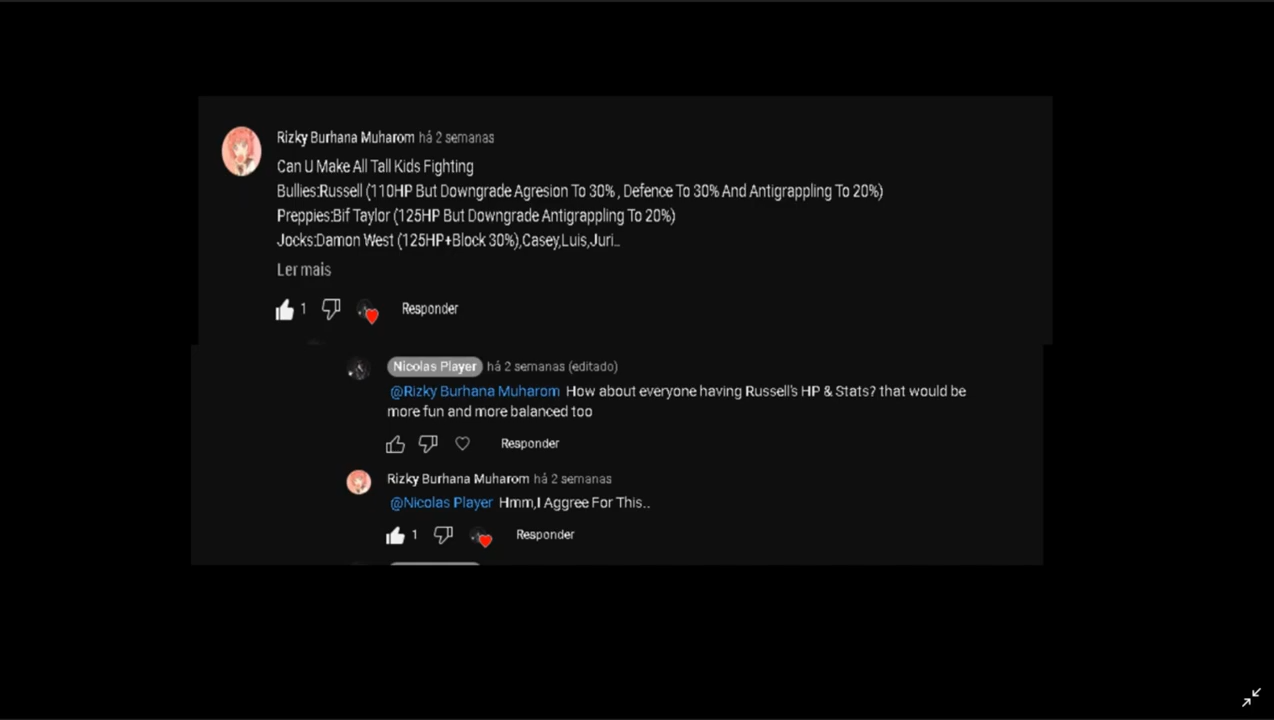 Rizky Burhana Muharom há 2 semanas
Can U Make All Tall Kids Fighting
Bullies:Russell (110HP But Downgrade Agresion To 30% , Defence To 30% And Antigrappling To 20%)
Preppies:Bif Taylor (125HP But Downgrade Antigrappling To 20%)
Jocks:Damon West (125HP+Block 30%),Casey,Luis,Juri...
Ler mais
1 Responder
Nicolas Player há 2 semanas (editado)
@Rizky Burhana Muharom How about everyone having Russell's HP & Stats? that would be
more fun and more balanced too
Responder
Rizky Burhana Muharom há 2 semanas
@Nicolas Player Hmm,I Aggree For This..
1 Responder